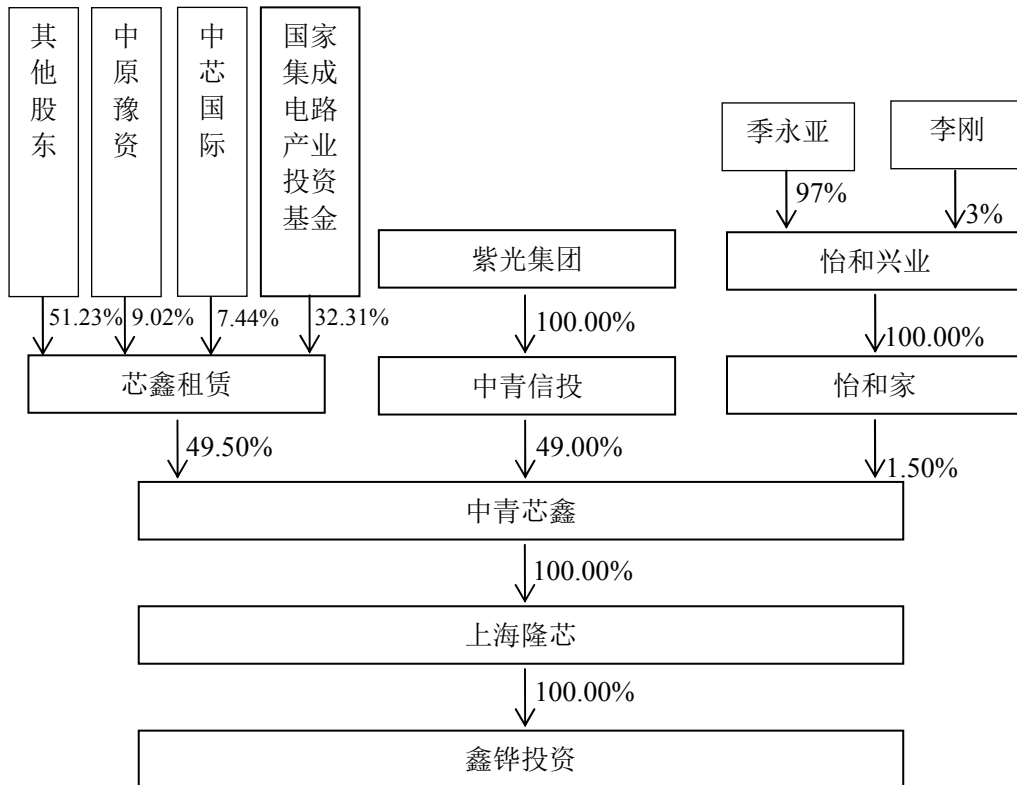 其他股东
中原豫资
中芯国际
国家
集成
电路
产业
投资
基金
季永亚
李刚
97%
3%
紫光集团
怡和兴业
51.23%
9.02%
7.44%
32.31%
100.00%
100.00%
芯鑫租赁
中青信投
怡和家
49.50%
49.00%
1.50%
中青芯鑫
100.00%
上海隆芯
100.00%
鑫铧投资